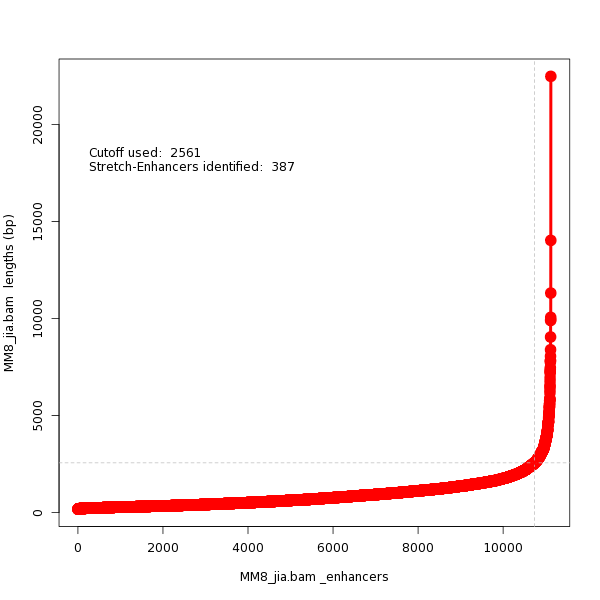 Cutoff used:  2561
Stretch-Enhancers identified:  387
MM8_jia.bam  lengths (bp)
20000
15000
10000
5000
0
0 2000 4000 6000 8000 10000
MM8_jia.bam _enhancers